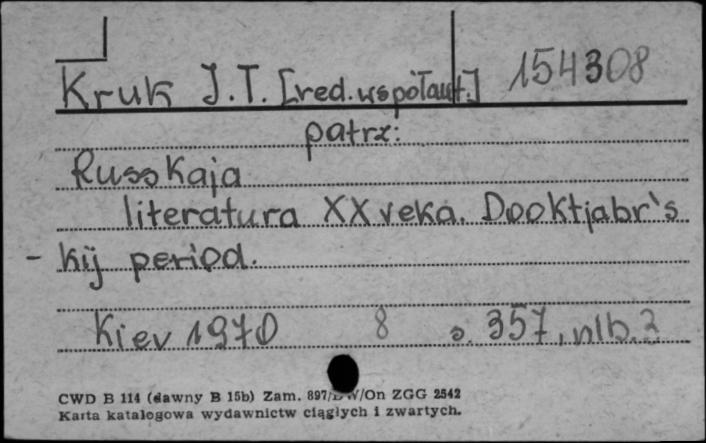 Kruk J.T. [red. współaut.] 154308
patrz:
Russkaja
literatura XX veka. Dooktjabr's
- kij period.
Kiev 1970 8 s. 357, nlb. 3
CWD B 114 (dawny B 15b) Zam. 897/DW/On ZGG 2542
Karta katalogowa wydawnictw ciągłych i zwartych.